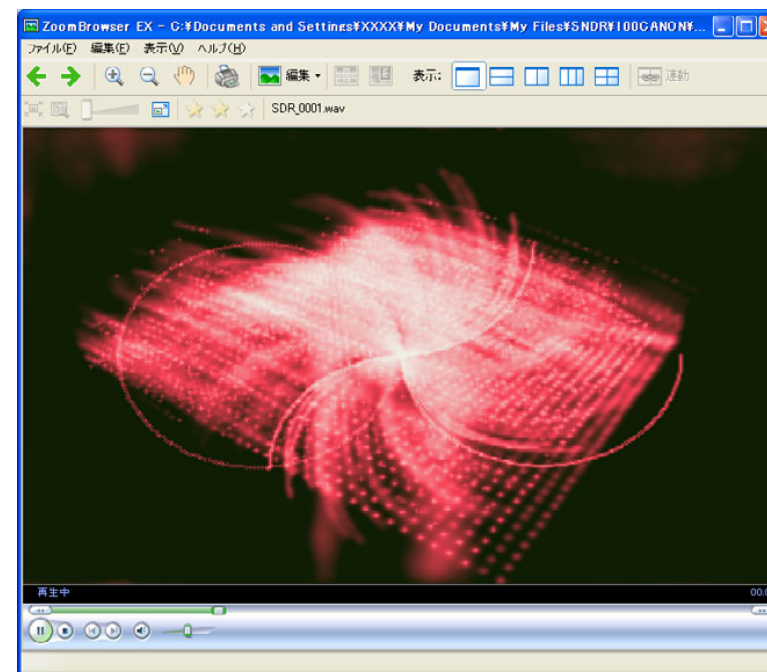 ZoomBrowser EX - C:¥Documents and Settings¥XXXX¥My Documents¥My Files¥SNDR¥100CANON¥...
ファイル(F) 編集(E) 表示(V) ヘルプ(H)
編集 表示: 連動
SDR_0001.wav
再生中